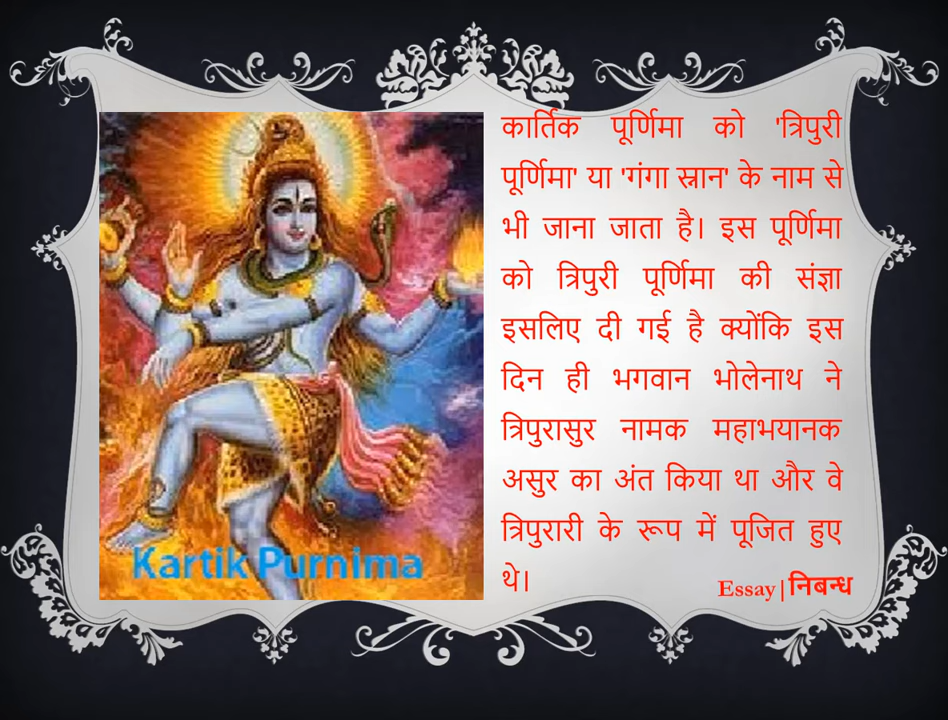 कार्तिक पूर्णिमा को 'त्रिपुरी
पूर्णिमा' या 'गंगा स्नान' के नाम से
भी जाना जाता है। इस पूर्णिमा
को त्रिपुरी पूर्णिमा की संज्ञा
इसलिए दी गई है क्योंकि इस
दिन ही भगवान भोलेनाथ ने
त्रिपुरासुर नामक महाभयानक
असुर का अंत किया था और वे
त्रिपुरारी के रूप में पूजित हुए
थे।
Kartik Purnima
Essay|निबन्ध